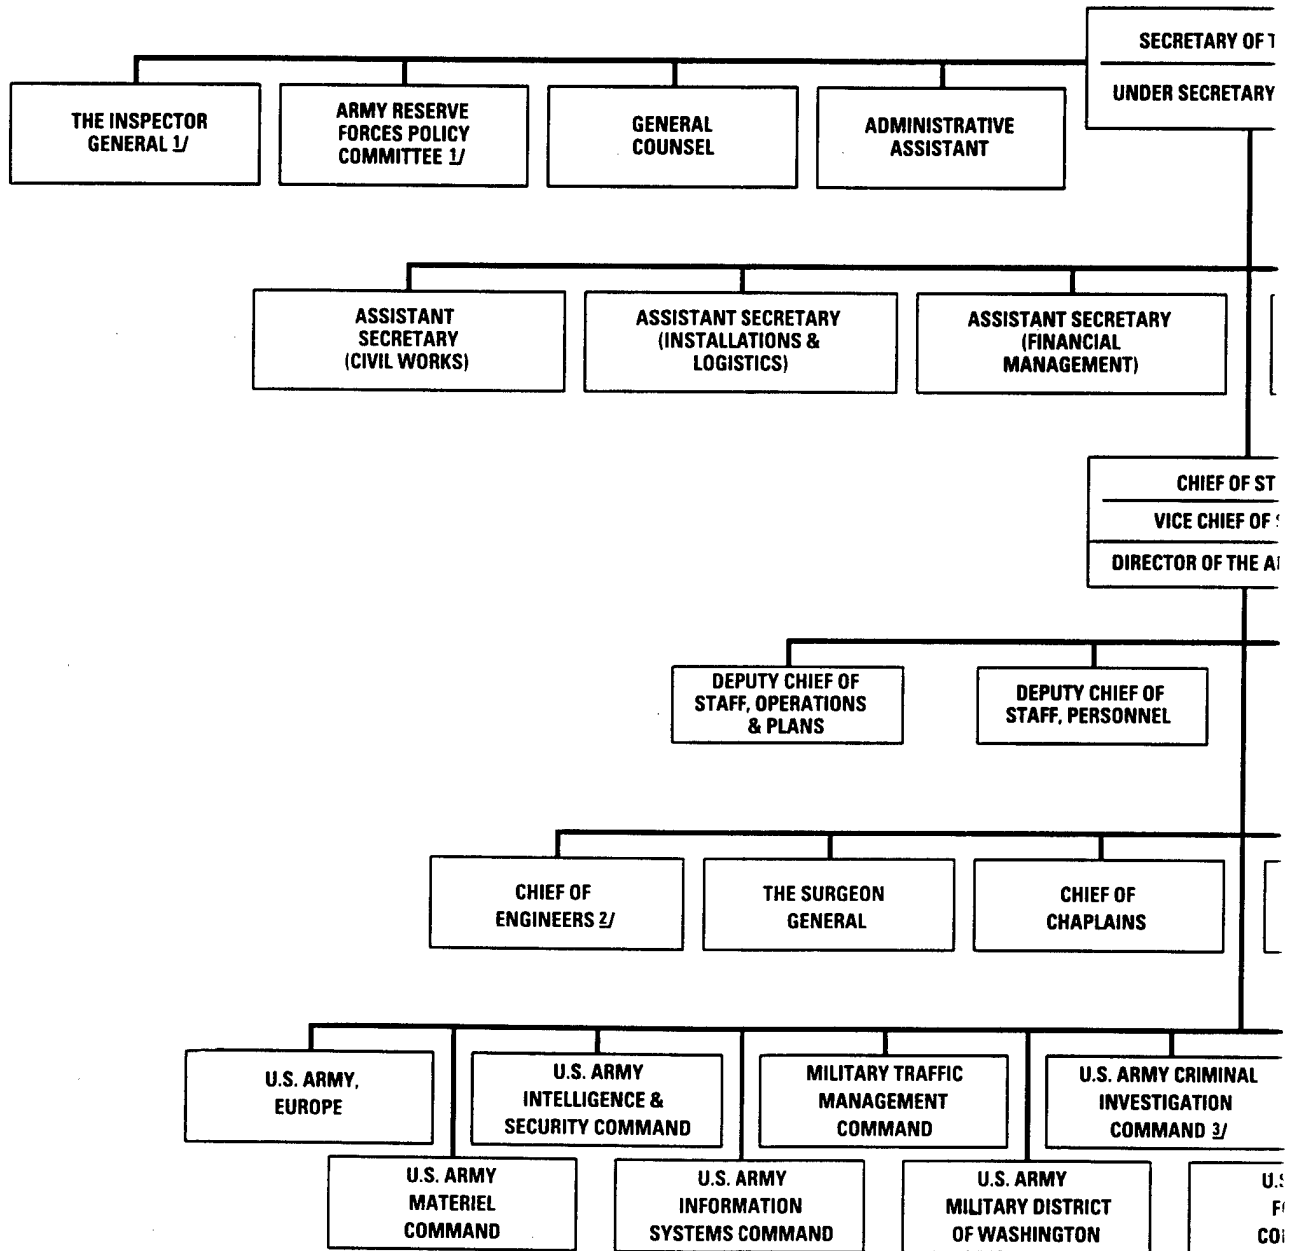 SECRETARY OF
UNDER SECRETARY
THE INSPECTOR
GENERAL 1/
ARMY RESERVE
FORCES POLICY
COMMITTEE 1/
GENERAL
COUNSEL
ADMINISTRATIVE
ASSISTANT
ASSISTANT
SECRETARY
(CIVIL WORKS)
ASSISTANT SECRETARY
(INSTALLATIONS &
LOGISTICS)
ASSISTANT SECRETARY
(FINANCIAL
MANAGEMENT)
CHIEF OF ST
VICE CHIEF OF
DIRECTOR OF THE
DEPUTY CHIEF OF
STAFF, OPERATIONS
& PLANS
DEPUTY CHIEF OF
STAFF, PERSONNEL
CHIEF OF
ENGINEERS 2/
THE SURGEON
GENERAL
CHIEF OF
CHAPLAINS
U.S. ARMY,
EUROPE
U.S. ARMY
INTELLIGENCE &
SECURITY COMMAND
MILITARY TRAFFIC
MANAGEMENT
COMMAND
U.S. ARMY CRIMINAL
INVESTIGATION
COMMAND 3/
U.S. ARMY
MATERIEL
COMMAND
U.S. ARMY
INFORMATION
SYSTEMS COMMAND
U.S. ARMY
MILITARY DISTRICT
OF WASHINGTON